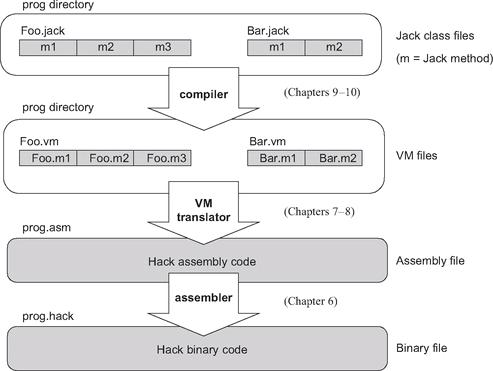 prog directory
Foo.jack
m1 m2 m3
Bar.jack
m1 m2
Jack class files
(m = Jack method)
compiler
(Chapters 9–10)
prog directory
Foo.vm
Foo.m1 Foo.m2 Foo.m3
Bar.vm
Bar.m1 Bar.m2
VM files
VM
translator
(Chapters 7–8)
prog.asm
Hack assembly code
Assembly file
assembler
(Chapter 6)
prog.hack
Hack binary code
Binary file